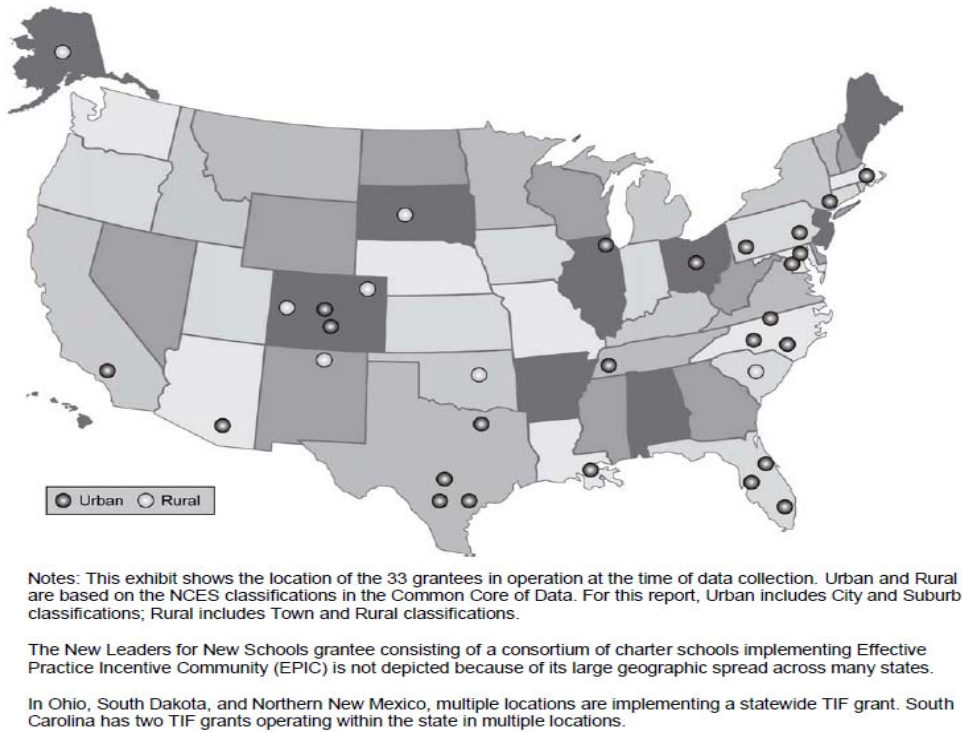 Urban Rural
Notes: This exhibit shows the location of the 33 grantees in operation at the time of data collection. Urban and Rural
are based on the NCES classifications in the Common Core of Data. For this report, Urban includes City and Suburb
classifications; Rural includes Town and Rural classifications.
The New Leaders for New Schools grantee consisting of a consortium of charter schools implementing Effective
Practice Incentive Community (EPIC) is not depicted because of its large geographic spread across many states.
In Ohio, South Dakota, and Northern New Mexico, multiple locations are implementing a statewide TIF grant. South
Carolina has two TIF grants operating within the state in multiple locations.